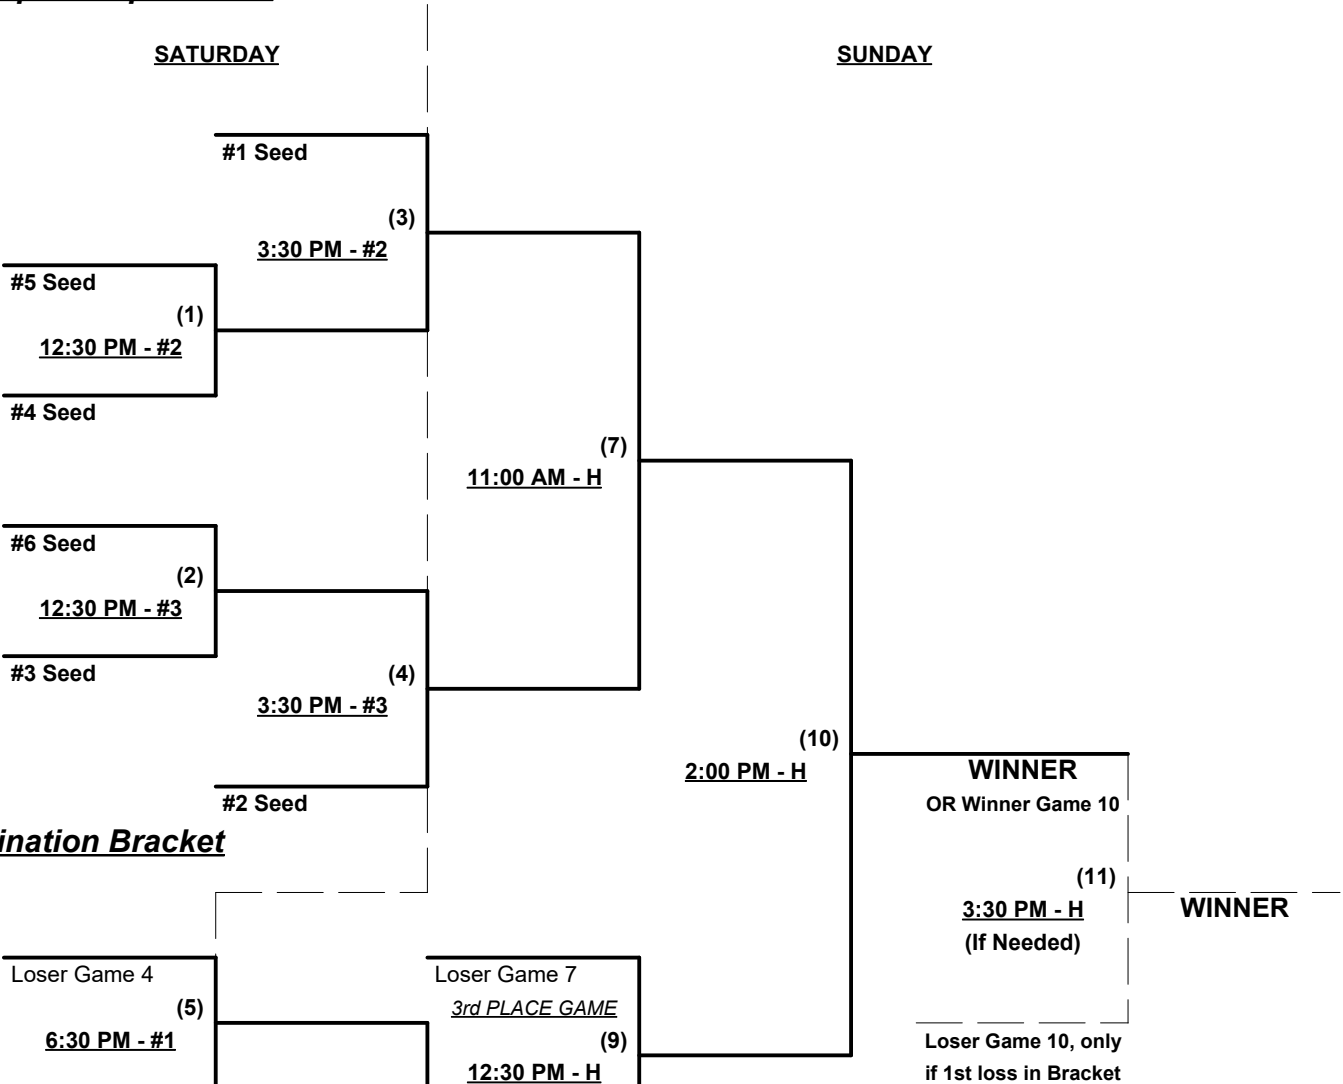 SATURDAY
SUNDAY
#1 Seed
(3)
3:30 PM - #2
#5 Seed
(1)
12:30 PM - #2
#4 Seed
(7)
11:00 AM - H
#6 Seed
(2)
12:30 PM - #3
#3 Seed
(4)
3:30 PM - #3
(10)
2:00 PM - H
WINNER
OR Winner Game 10
#2 Seed
ination Bracket
(11)
3:30 PM - H
WINNER
(If Needed)
Loser Game 4
Loser Game 7
(5)
3rd PLACE GAME
6:30 PM - #1
(9)
12:30 PM - H
Loser Game 10, only
if 1st loss in Bracket